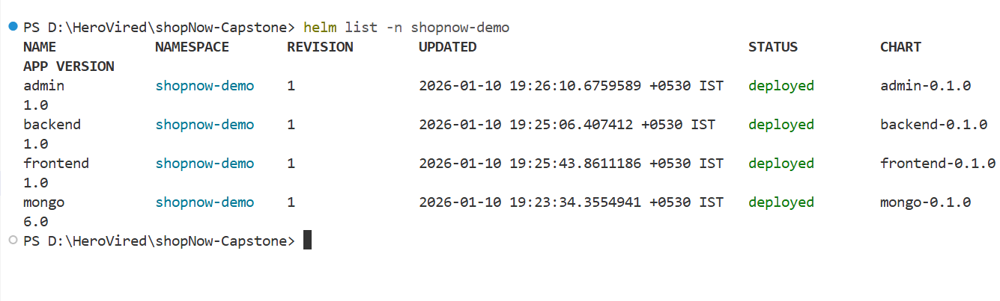 PS D:\HeroVired\shopNow-Capstone> helm list -n shopnow-demo
NAME NAMESPACE REVISION UPDATED STATUS CHART
APP VERSION
admin shopnow-demo 1 2026-01-10 19:26:10.6759589 +0530 IST deployed admin-0.1.0
1.0
backend shopnow-demo 1 2026-01-10 19:25:06.407412 +0530 IST deployed backend-0.1.0
1.0
frontend shopnow-demo 1 2026-01-10 19:25:43.8611186 +0530 IST deployed frontend-0.1.0
1.0
mongo shopnow-demo 1 2026-01-10 19:23:34.3554941 +0530 IST deployed mongo-0.1.0
6.0
PS D:\HeroVired\shopNow-Capstone>